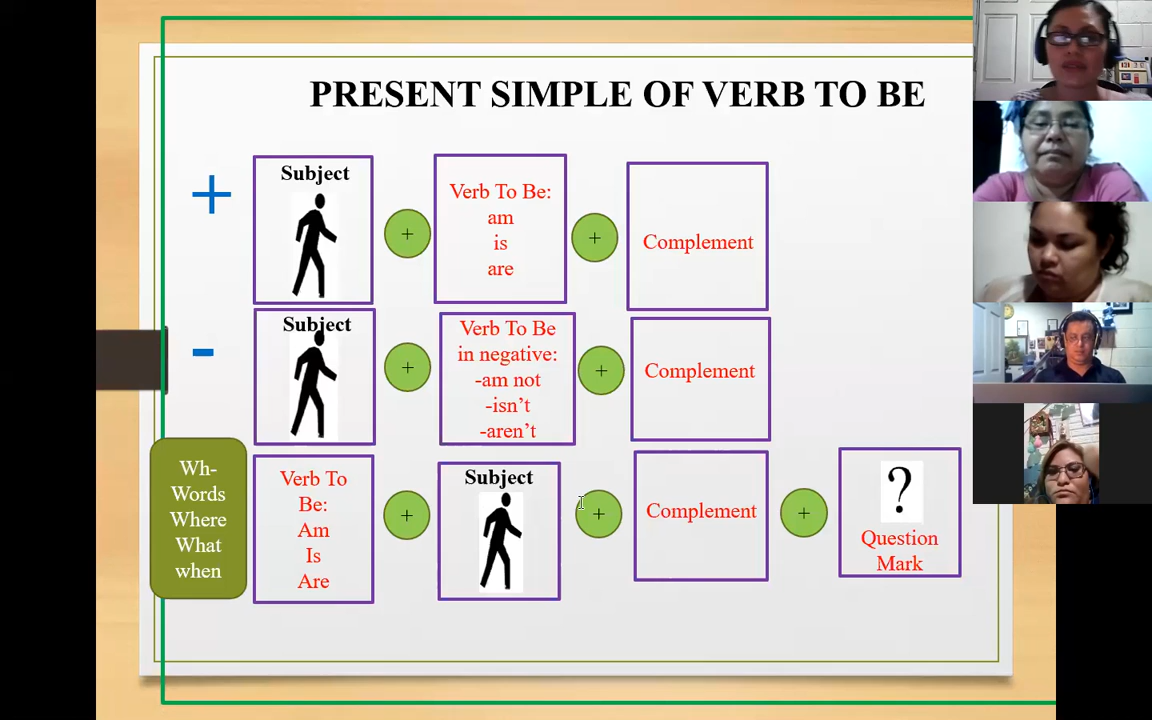 PRESENT SIMPLE OF VERB TO BE
+
Subject
+
Verb To Be:
am
is
are
+
Complement
-
Subject
+
Verb To Be
in negative:
-am not
-isn’t
-aren’t
+
Complement
Wh-
Words
Where
What
when
Verb To
Be:
Am
Is
Are
+
Subject
+
Complement
+
?
Question
Mark